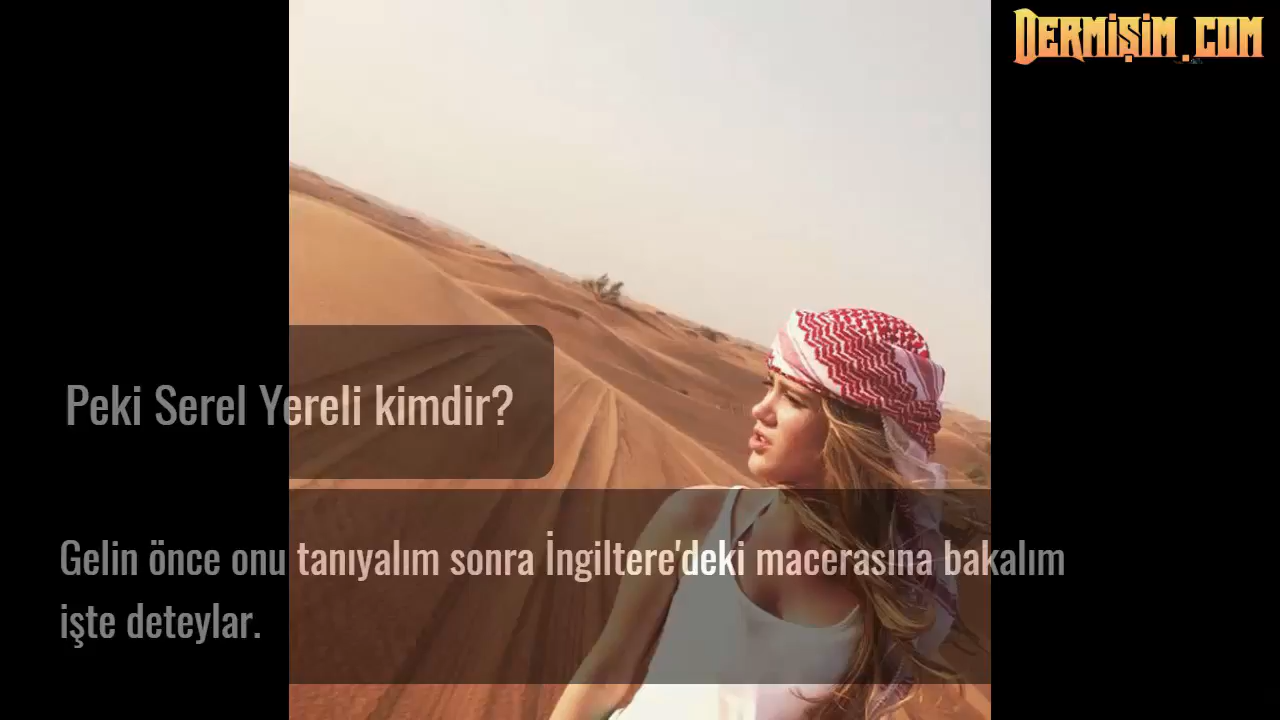 DERMİŞİM.COM
Peki Serel Yereli kimdir?
Gelin önce onu tanıyalım sonra İngiltere'deki macerasına bakalım
işte deteylar.